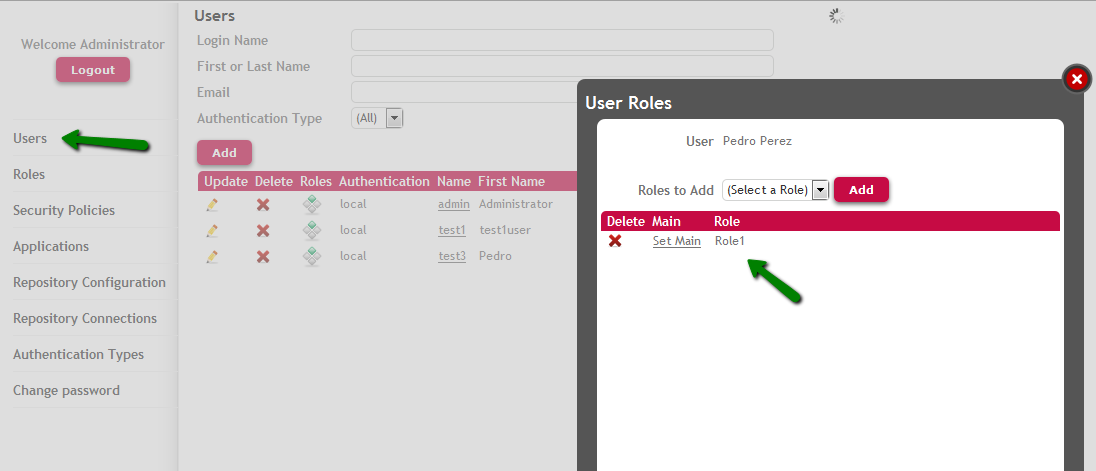 Welcome Administrator
Logout
Users
Roles
Security Policies
Applications
Repository Configuration
Repository Connections
Authentication Types
Change password
Users
Login Name
First or Last Name
Email
Authentication Type (All)
Add
Update Delete Roles Authentication Name First Name
local admin Administrator
local test1 test1user
local test3 Pedro
User Roles
User Pedro Perez
Roles to Add (Select a Role) Add
Delete Main Role
Set Main Role1